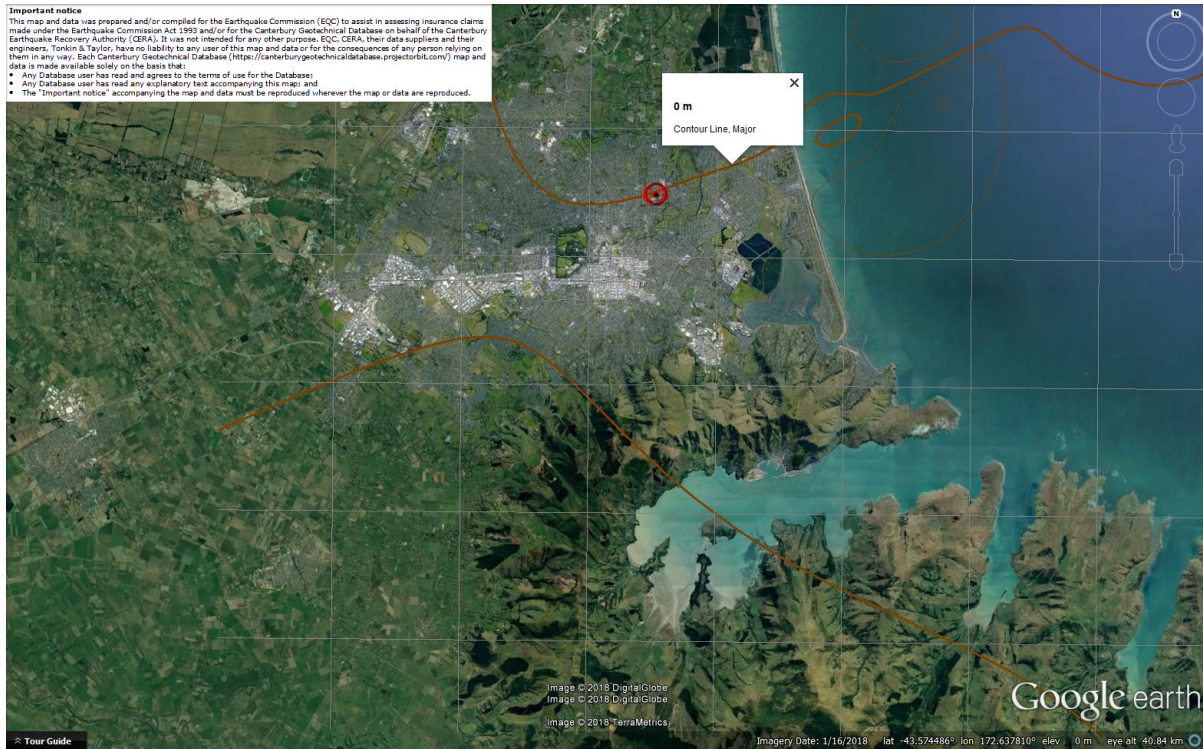 Important notice
This map and data was prepared and/or compiled for the Earthquake Commission (EQC) to assist in assessing insurance claims
made under the Earthquake Commission Act 1993 and/or for the Canterbury Geotechnical Database on behalf of the Canterbury
Earthquake Recovery Authority (CERA). It was not intended for any other purpose. EQC, CERA, their data suppliers and their
engineers, Tonkin & Taylor, have no liability to any user of this map and data or for the consequences of any person relying on
them in any way. Each Canterbury Geotechnical Database (https://canterburygeotechnicaldatabase.projectorbit.com/) map and
data is made available solely on the basis that:
• Any Database user has read and agrees to the terms of use for the Database;
• Any Database user has read any explanatory text accompanying this map; and
• The "Important notice" accompanying the map and data must be reproduced wherever the map or data are reproduced.
N
0 m
Contour Line, Major
Image © 2018 DigitalGlobe
Image © 2018 DigitalGlobe
Image © 2018 TerraMetrics
Google earth
Tour Guide
Imagery Date: 1/16/2018 lat -43.574486° lon 172.637810° elev 0 m eye alt 40.84 km